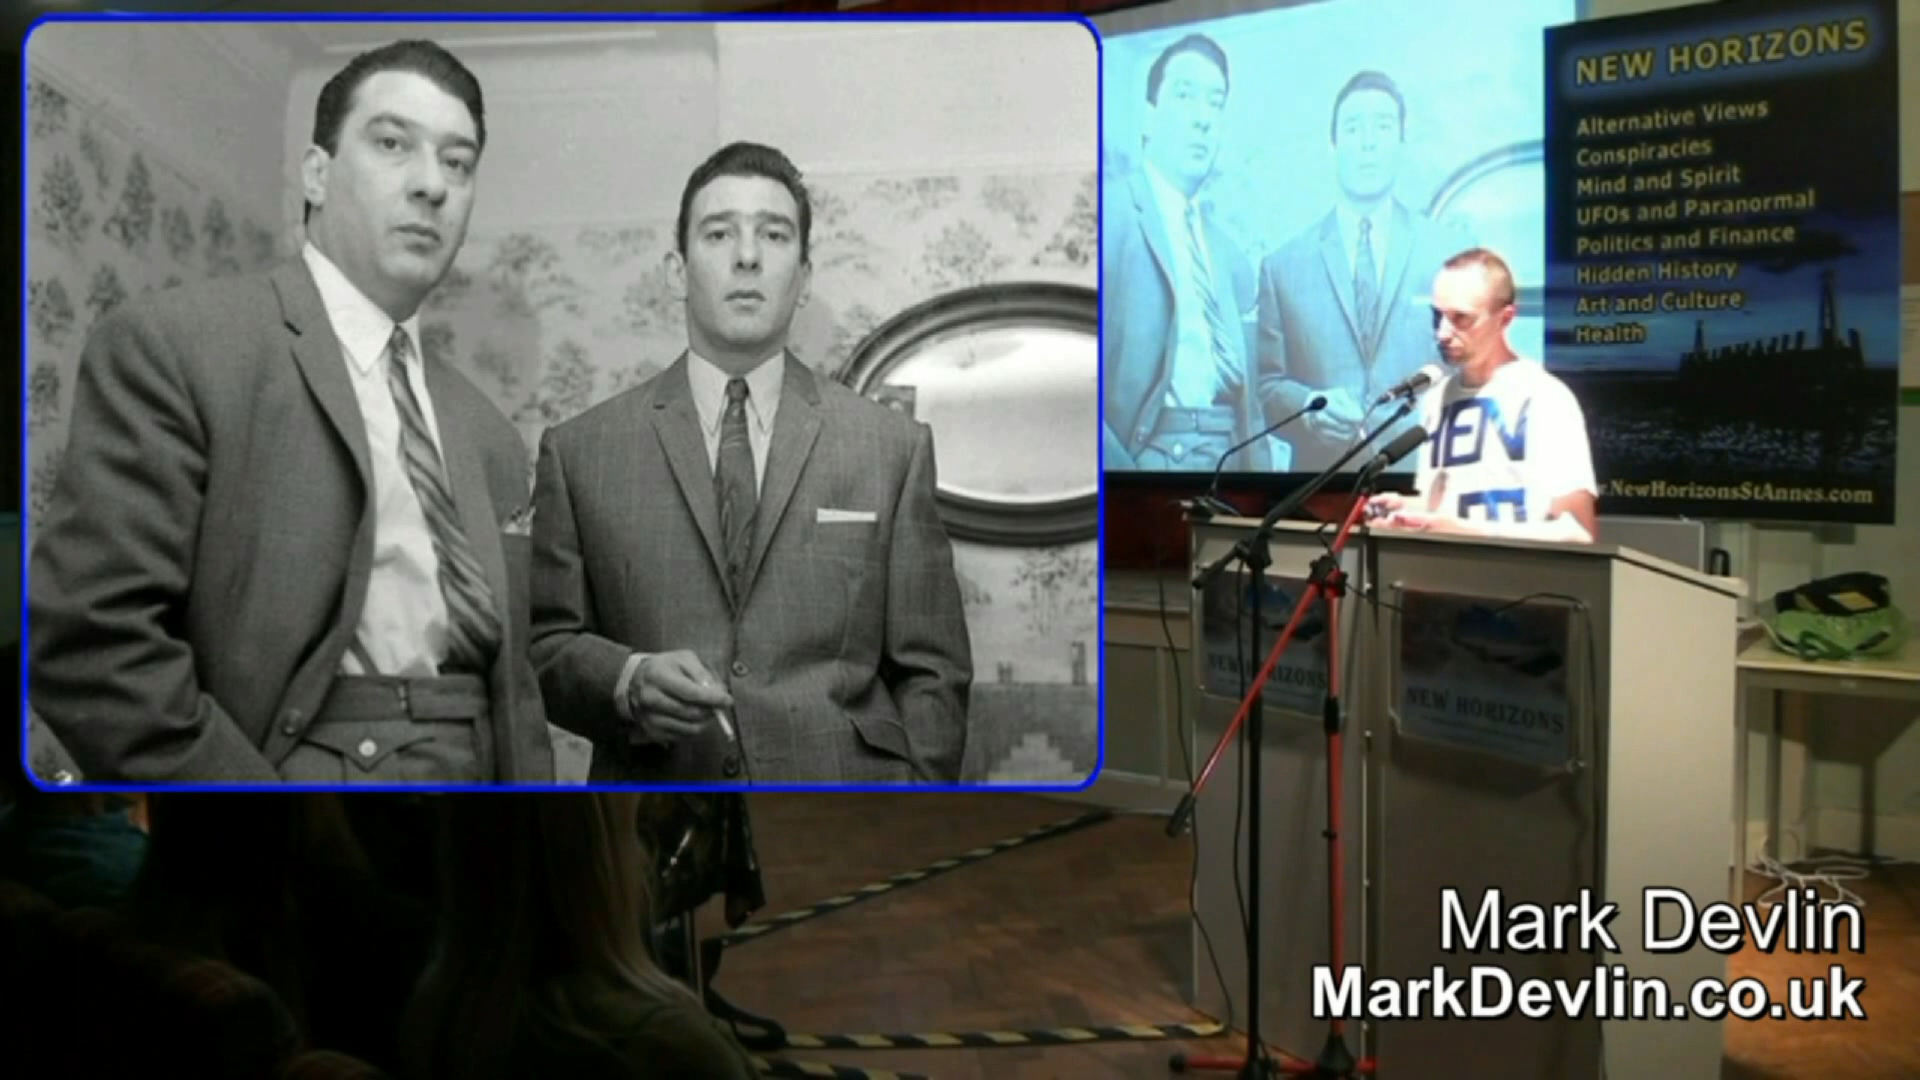 NEW HORIZONS
Alternative Views
Conspiracies
Mind and Spirit
UFOs and Paranormal
Politics and Finance
Hidden History
Art and Culture
Health
.NewHorizonsStAnnes.com
HEN
NEW HORIZONS
NEW HORIZONS
Mark Devlin
MarkDevlin.co.uk